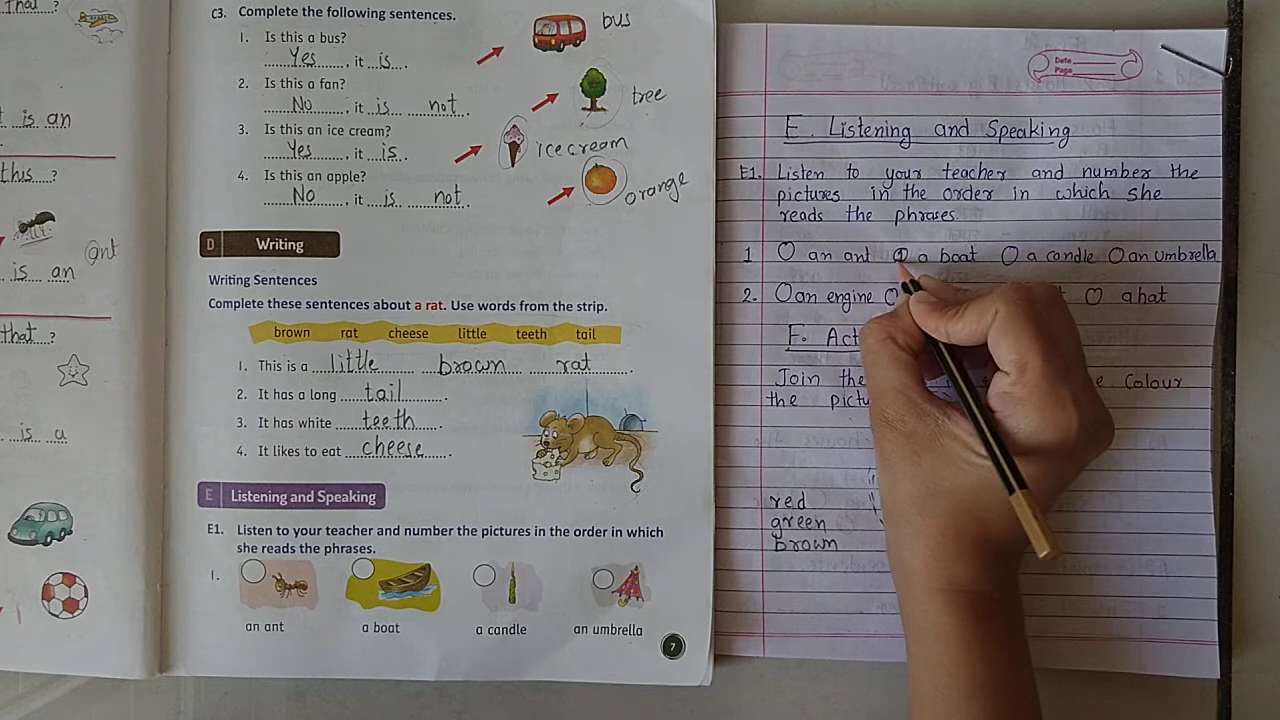 that ?
is an
this ?
ant
is an
that ?
is a
C3. Complete the following sentences.
1. Is this a bus?
Yes, it is.
bus
2. Is this a fan?
No, it is not.
tree
3. Is this an ice cream?
Yes, it is.
icecream
4. Is this an apple?
No, it is not.
orange
D Writing
Writing Sentences
Complete these sentences about a rat. Use words from the strip.
brown rat cheese little teeth tail
1. This is a little brown rat.
2. It has a long tail.
3. It has white teeth.
4. It likes to eat cheese.
E Listening and Speaking
E1. Listen to your teacher and number the pictures in the order in which
she reads the phrases.
1.
an ant a boat a candle an umbrella
7
Date
Page
E. Listening and Speaking
E1. Listen to your teacher and number the
pictures in the order in which she
reads the phrases.
1 an ant 1 a boat a candle an umbrella
2. an engine a hat
F. Act
Join the Colour
the pictu
red
green
brown